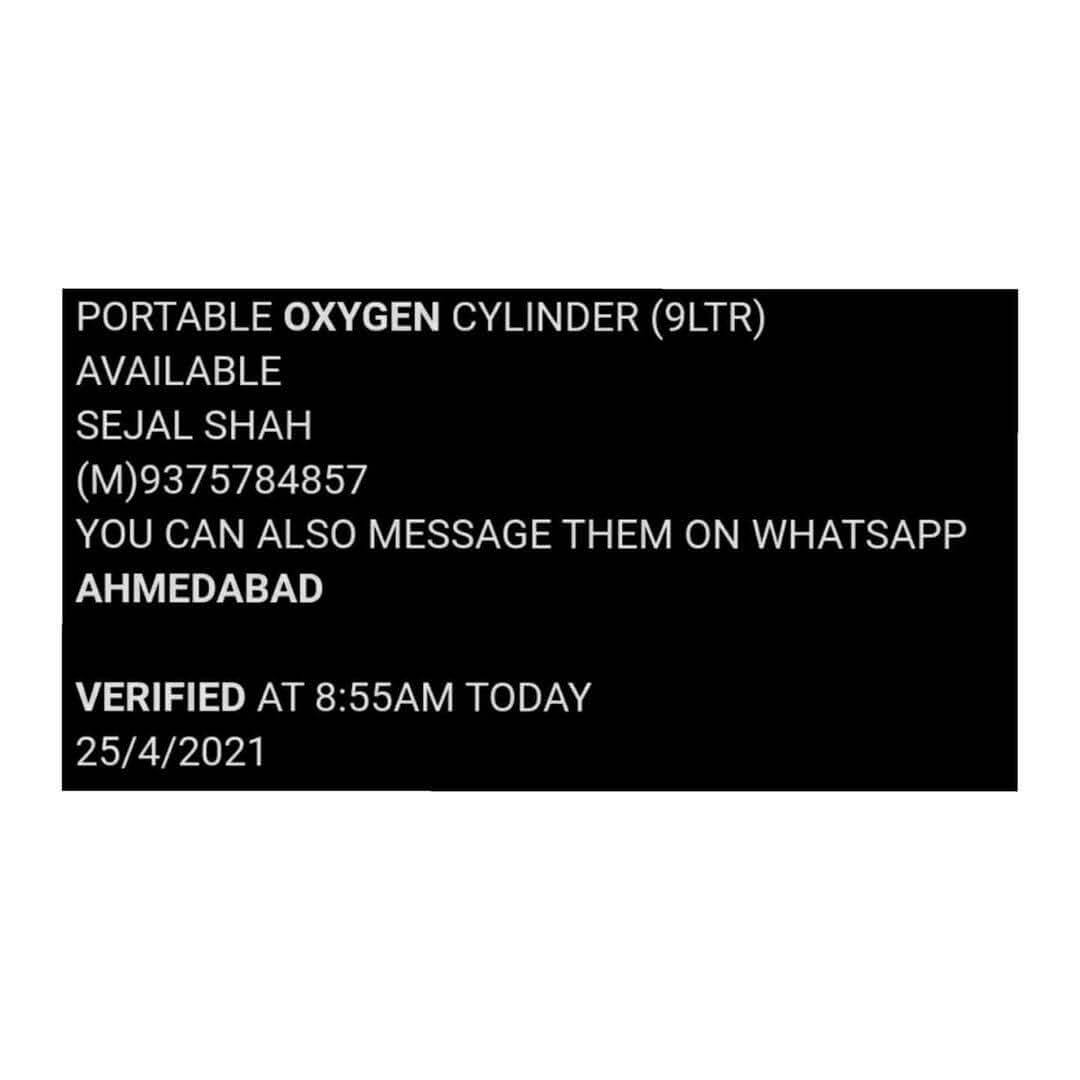 PORTABLE OXYGEN CYLINDER (9LTR)
AVAILABLE
SEJAL SHAH
(M)9375784857
YOU CAN ALSO MESSAGE THEM ON WHATSAPP
AHMEDABAD
VERIFIED AT 8:55AM TODAY
25/4/2021